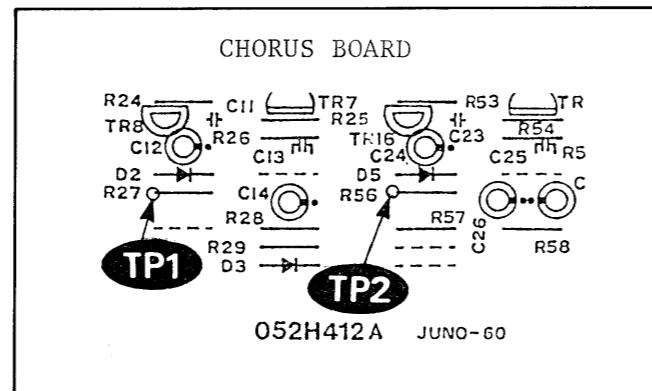 CHORUS BOARD
R24 C11 TR7 R53 TR
TR8 R25 R54
C12 R26 C13 TR16 C24 C23 C25 R5
D2 D5
R27 C14 R56 C
R28 R57 C26
R29 R58
TP1 D3 TP2
052H412A JUNO-60